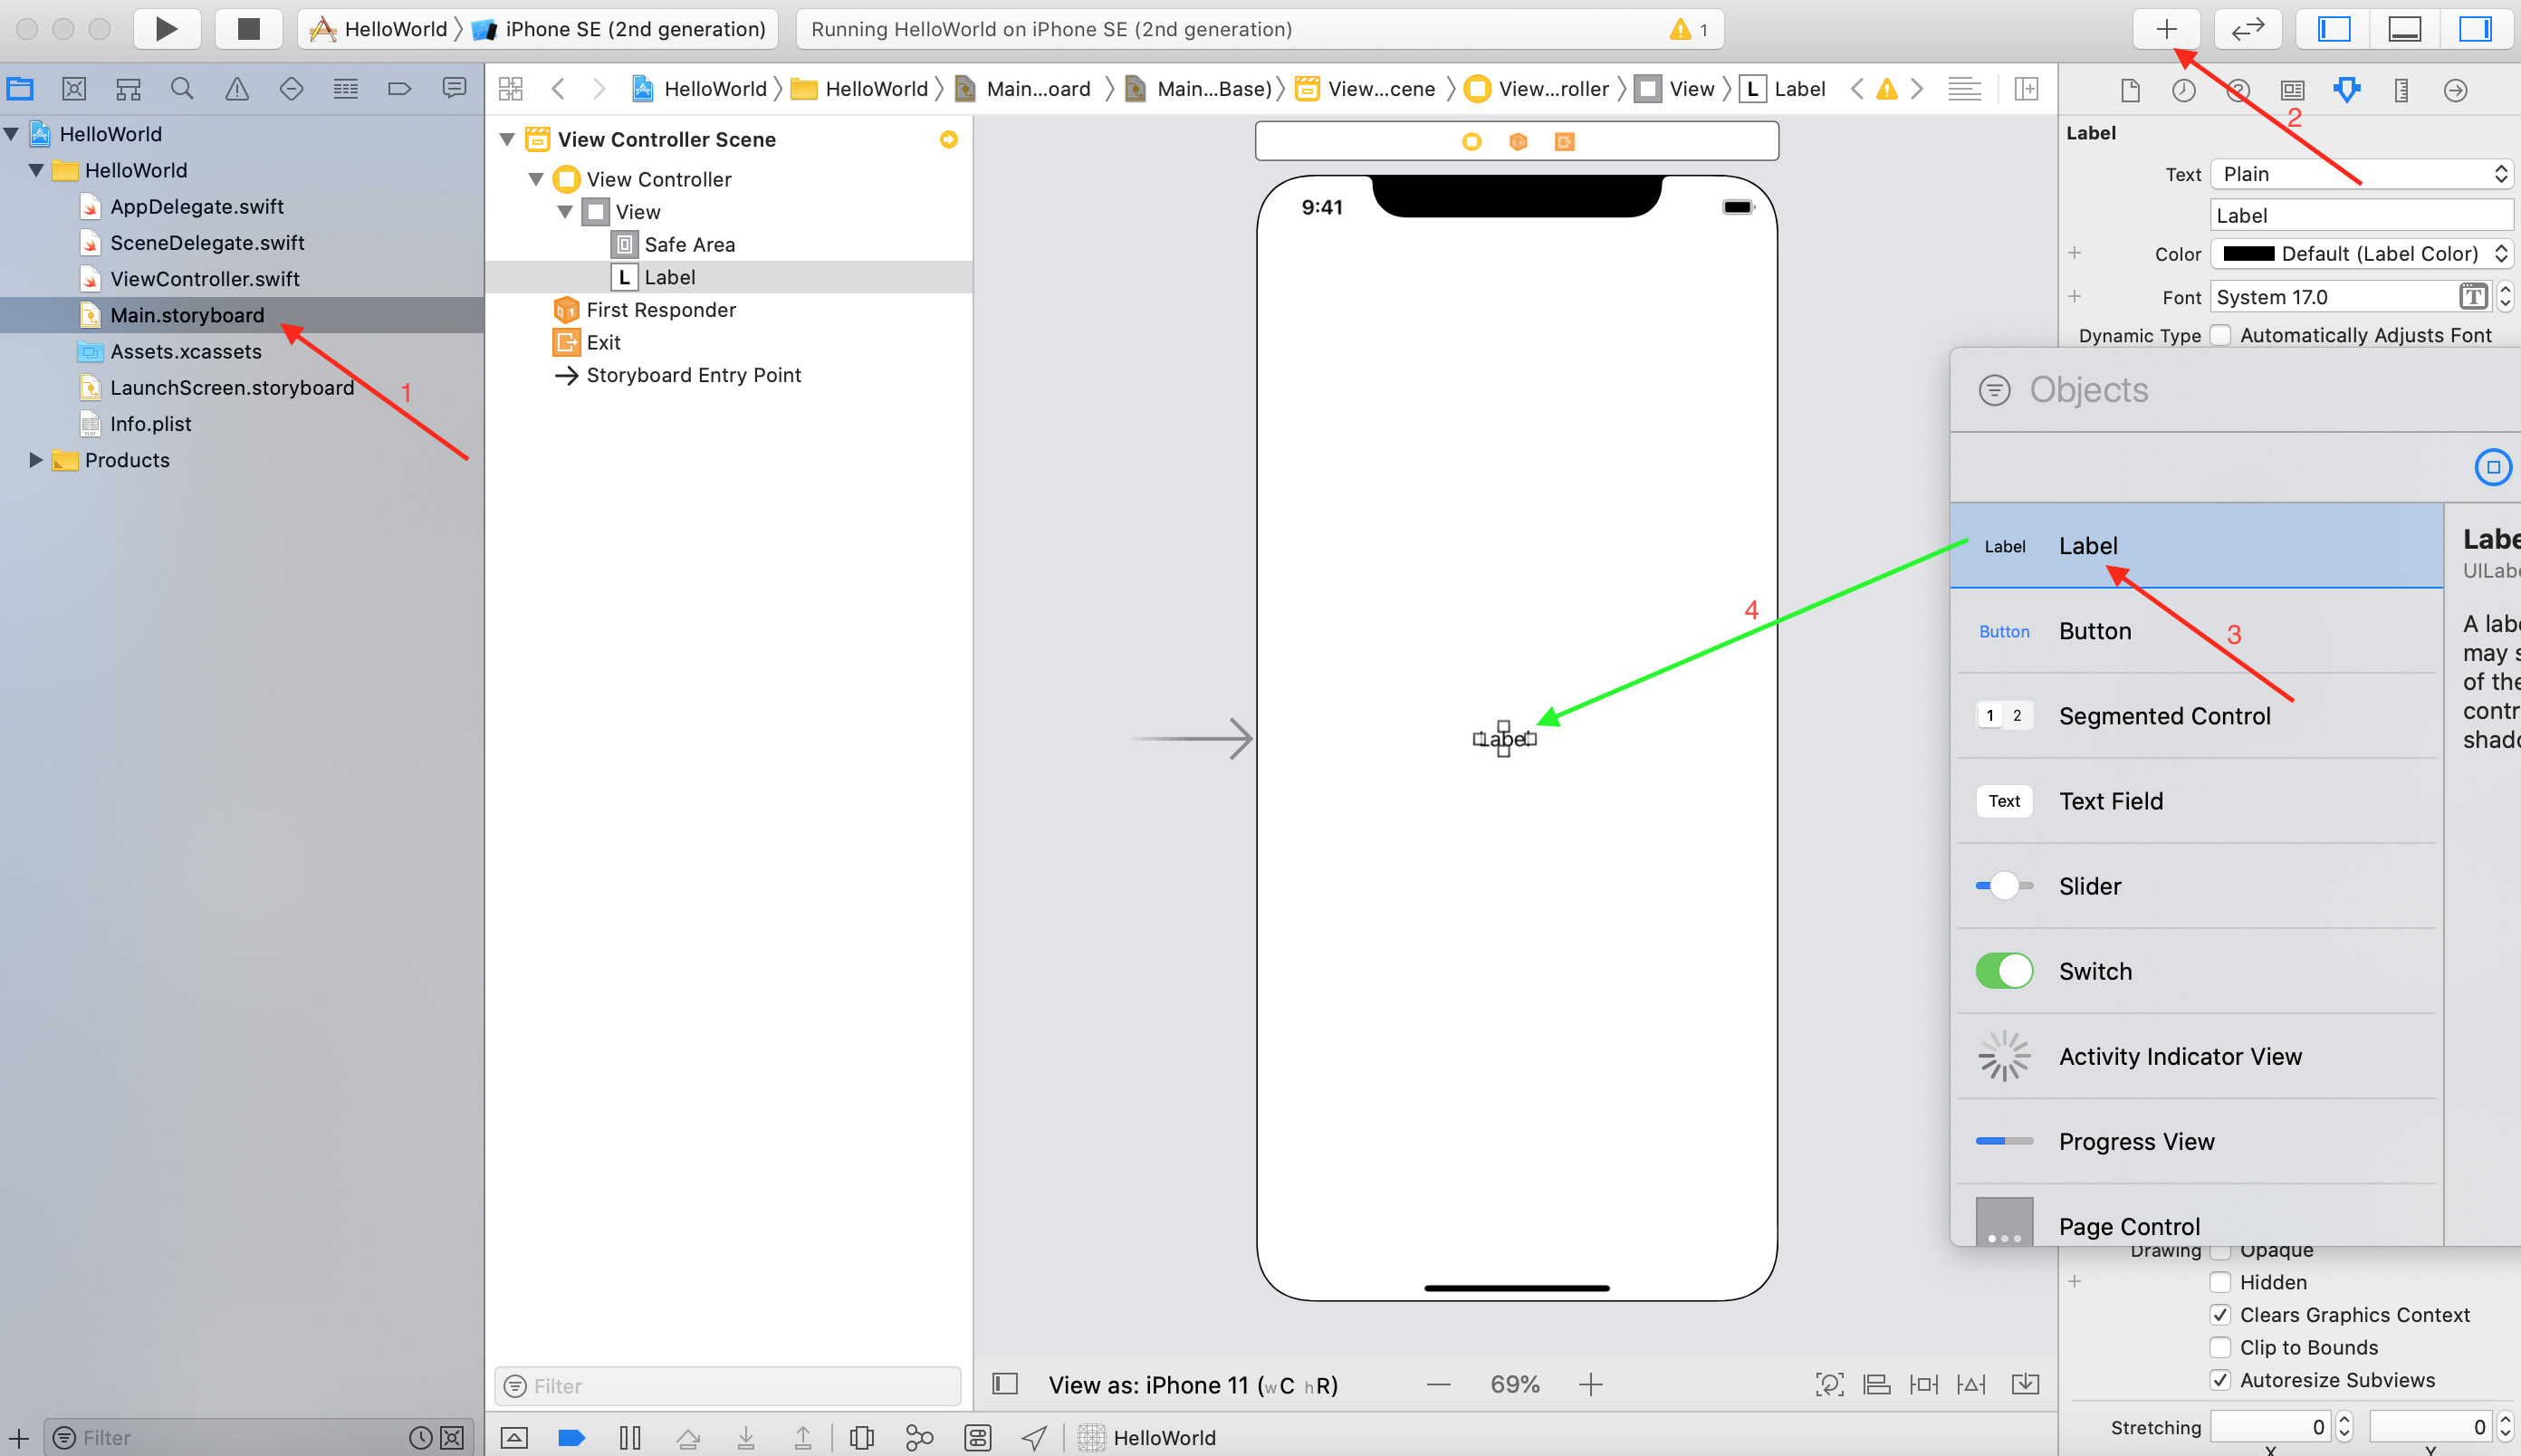 HelloWorld
iPhone SE (2nd generation)
Running HelloWorld on iPhone SE (2nd generation)
1
HelloWorld
HelloWorld
Main...oard
Main...Base)
View...cene
View...roller
View
L
Label
HelloWorld
HelloWorld
AppDelegate.swift
SceneDelegate.swift
ViewController.swift
Main.storyboard
Assets.xcassets
LaunchScreen.storyboard
Info.plist
Products
1
Filter
View Controller Scene
View Controller
View
Safe Area
L
Label
First Responder
Exit
Storyboard Entry Point
Filter
9:41
Label
4
View as: iPhone 11 (wC hR)
69%
HelloWorld
2
Label
Text
Plain
Label
Color
Default (Label Color)
Font
System 17.0
T
Dynamic Type
Automatically Adjusts Font
Objects
Label
Label
3
Button
Button
1 2
Segmented Control
Text
Text Field
Slider
Switch
Activity Indicator View
Progress View
Page Control
may
of the
Drawing
Opaque
Hidden
Clears Graphics Context
Clip to Bounds
Autoresize Subviews
Stretching
0
0
X
Y